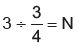 3 ÷ 3/4 = N